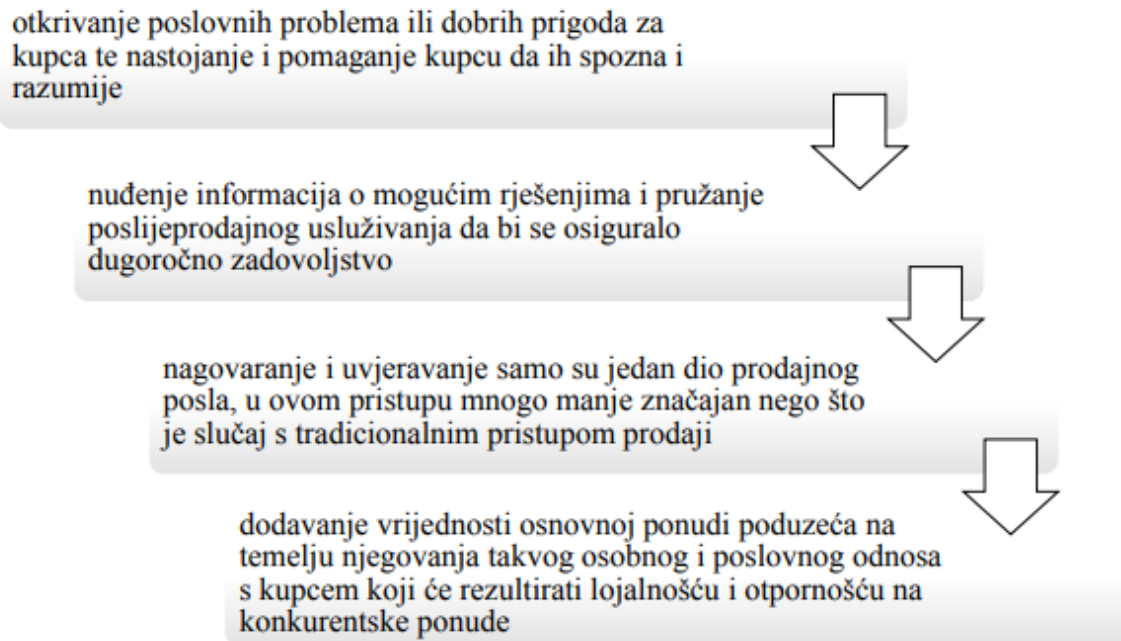 otkrivanje poslovnih problema ili dobrih prigoda za
kupca te nastojanje i pomaganje kupcu da ih spozna i
razumije
nuđenje informacija o mogućim rješenjima i pružanje
poslijeprodajnog usluživanja da bi se osiguralo
dugoročno zadovoljstvo
nagovaranje i uvjeravanje samo su jedan dio prodajnog
posla, u ovom pristupu mnogo manje značajan nego što
je slučaj s tradicionalnim pristupom prodaji
dodavanje vrijednosti osnovnoj ponudi poduzeća na
temelju njegovanja takvog osobnog i poslovnog odnosa
s kupcem koji će rezultirati lojalnošću i otpornošću na
konkurentske ponude